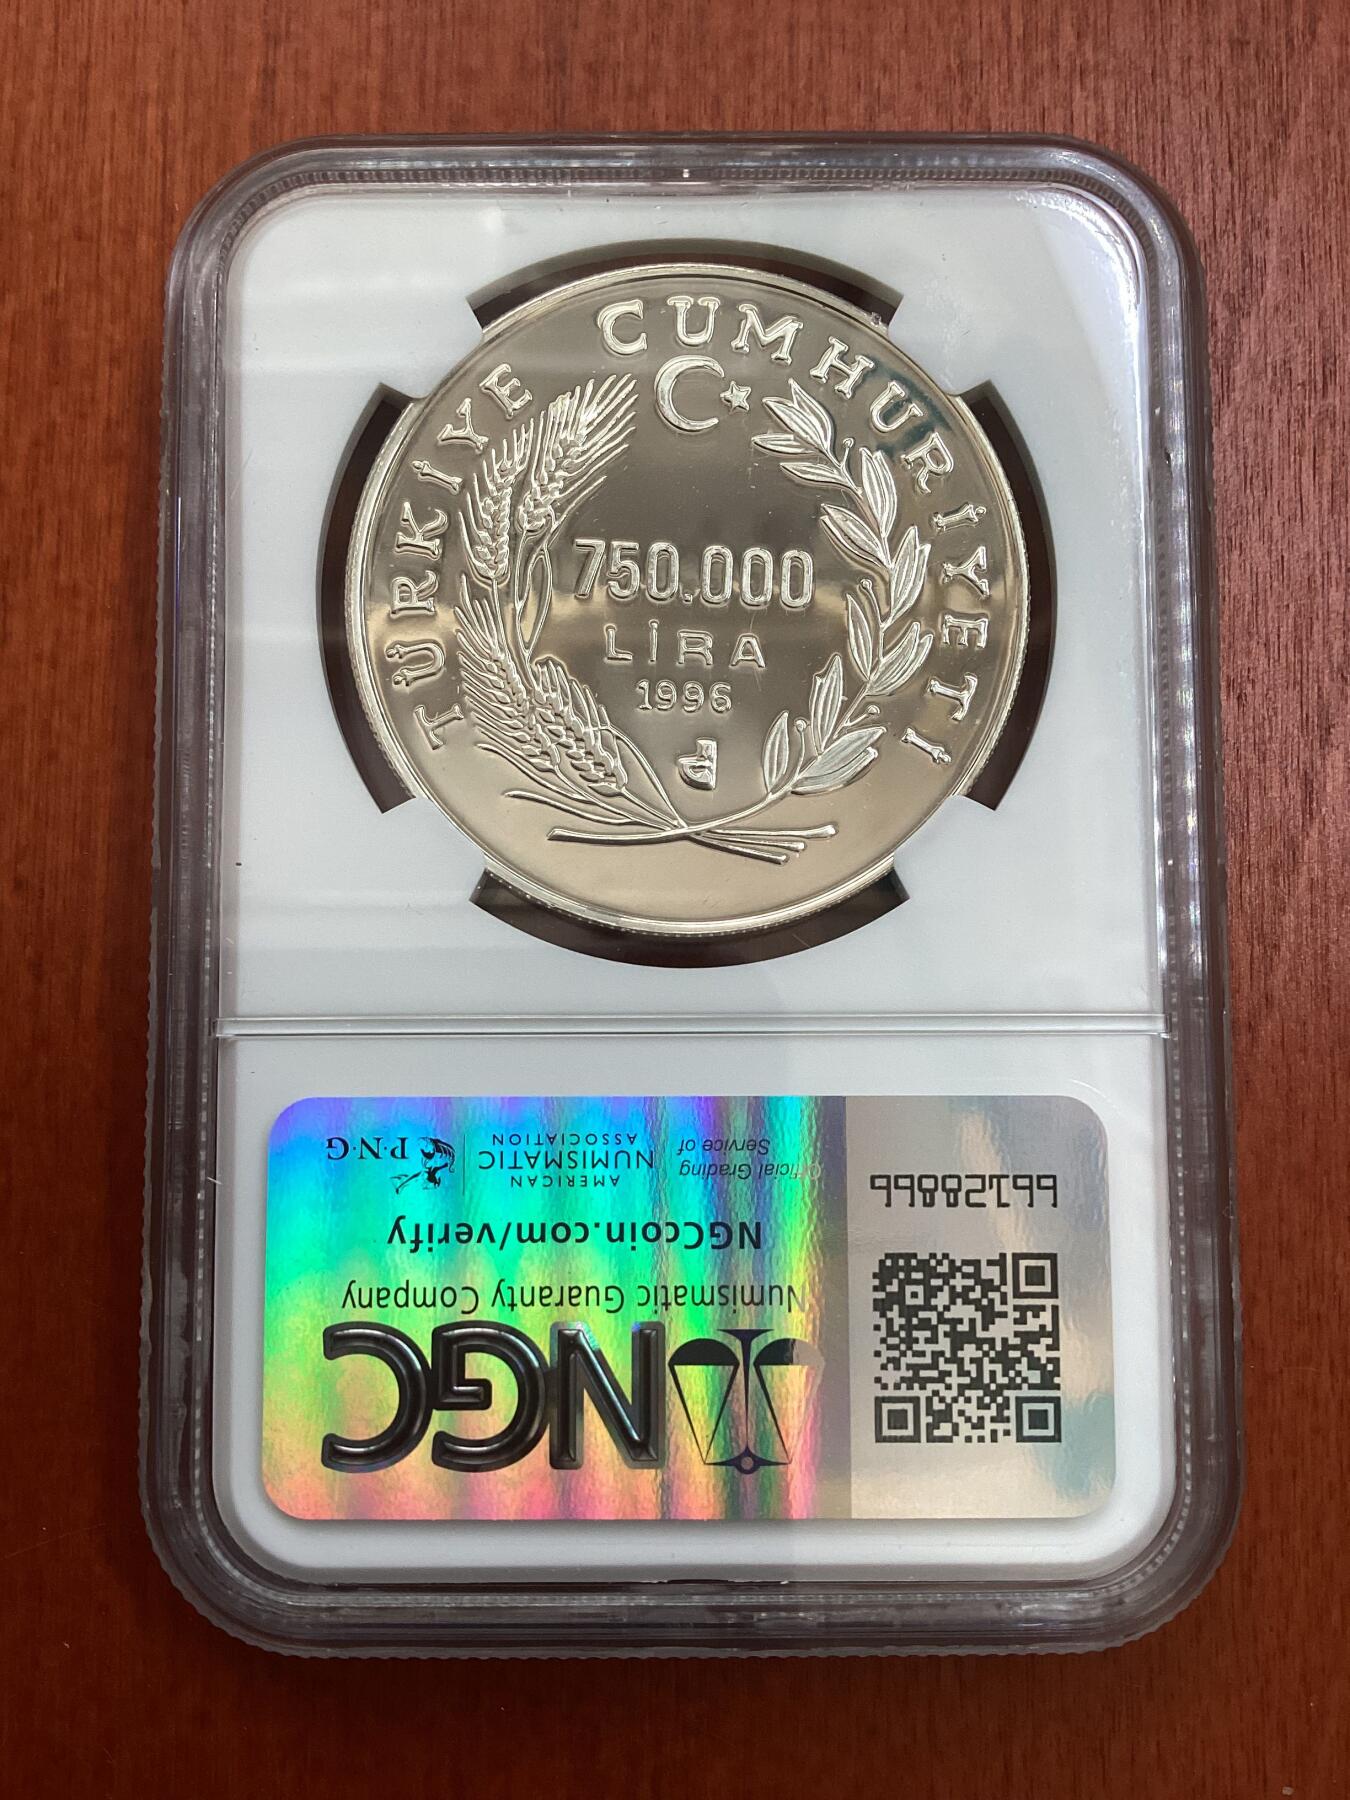 TÜRKİYE CUMHURİYETİ
750.000
LİRA
1996
NGC
Numismatic Guaranty Company
NGCcoin.com/verify
Official Grading
Service of
AMERICAN
NUMISMATIC
ASSOCIATION
P·N·G
66128866